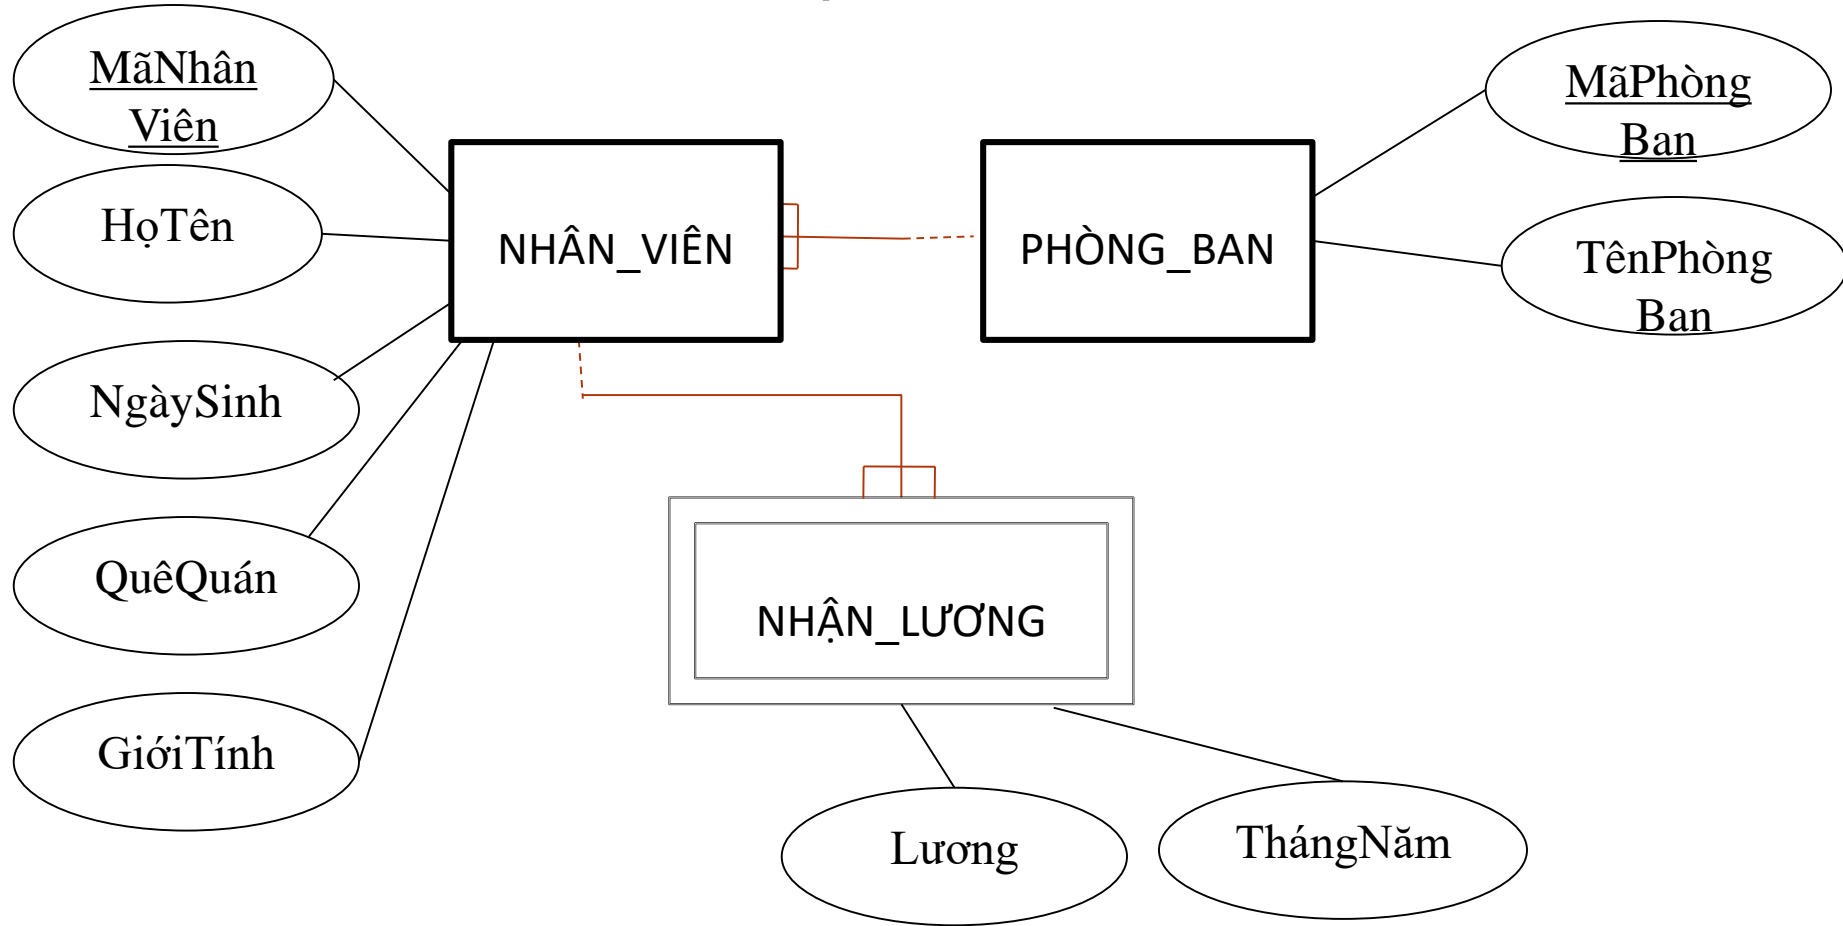 MãNhân
Viên
HọTên
NgàySinh
QuêQuán
GiớiTính
NHÂN_VIÊN
PHÒNG_BAN
MãPhòng
Ban
TênPhòng
Ban
NHẬN_LƯƠNG
Lương
ThángNăm